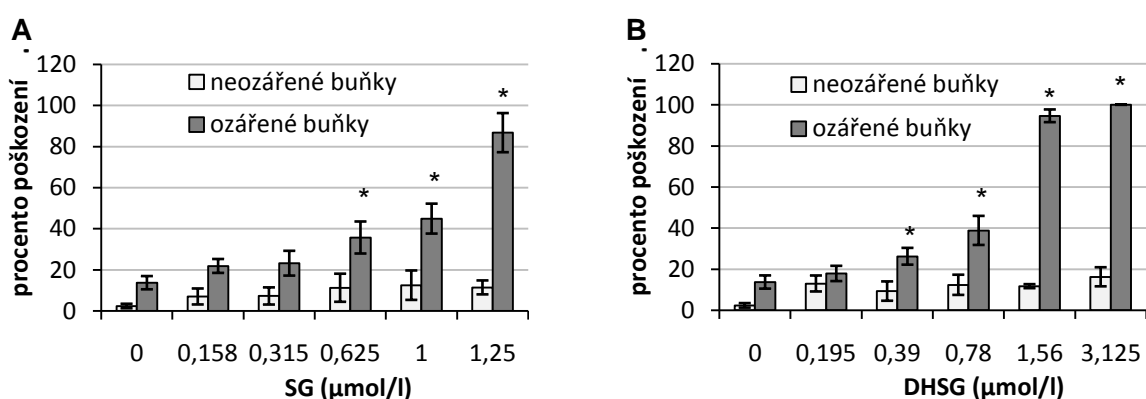 A
procento poškození
120
100
80
60
40
20
0
neozářené buňky
ozářené buňky
*
*
*
0 0,158 0,315 0,625 1 1,25
SG (μmol/l)
B
procento poškození
120
100
80
60
40
20
0
neozářené buňky
ozářené buňky
*
*
*
*
0 0,195 0,39 0,78 1,56 3,125
DHSG (μmol/l)